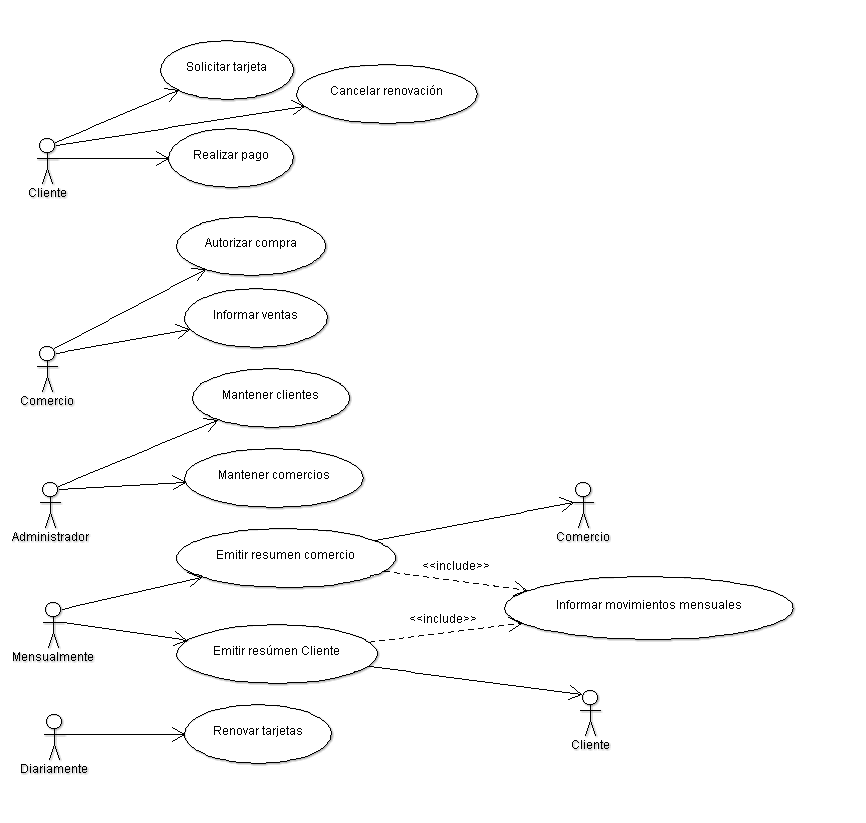 Solicitar tarjeta
Cancelar renovación
Realizar pago
Cliente
Autorizar compra
Informar ventas
Comercio
Mantener clientes
Mantener comercios
Administrador
Comercio
Emitir resumen comercio
<<include>>
Informar movimientos mensuales
<<include>>
Emitir resúmen Cliente
Mensualmente
Cliente
Renovar tarjetas
Diariamente